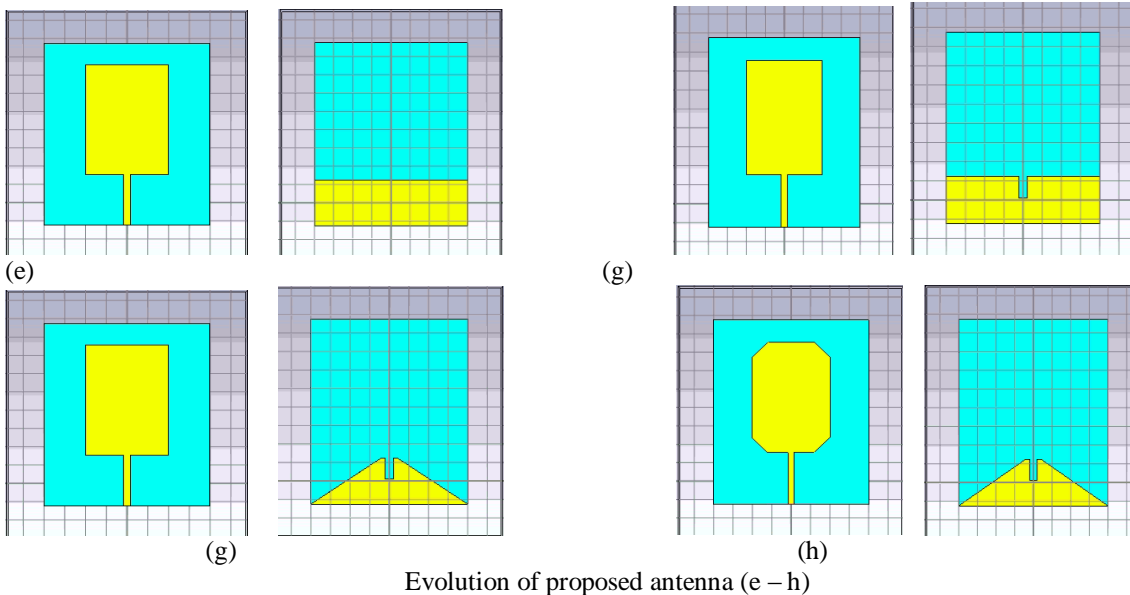 (e) (g)
(g) (h)
Evolution of proposed antenna (e – h)